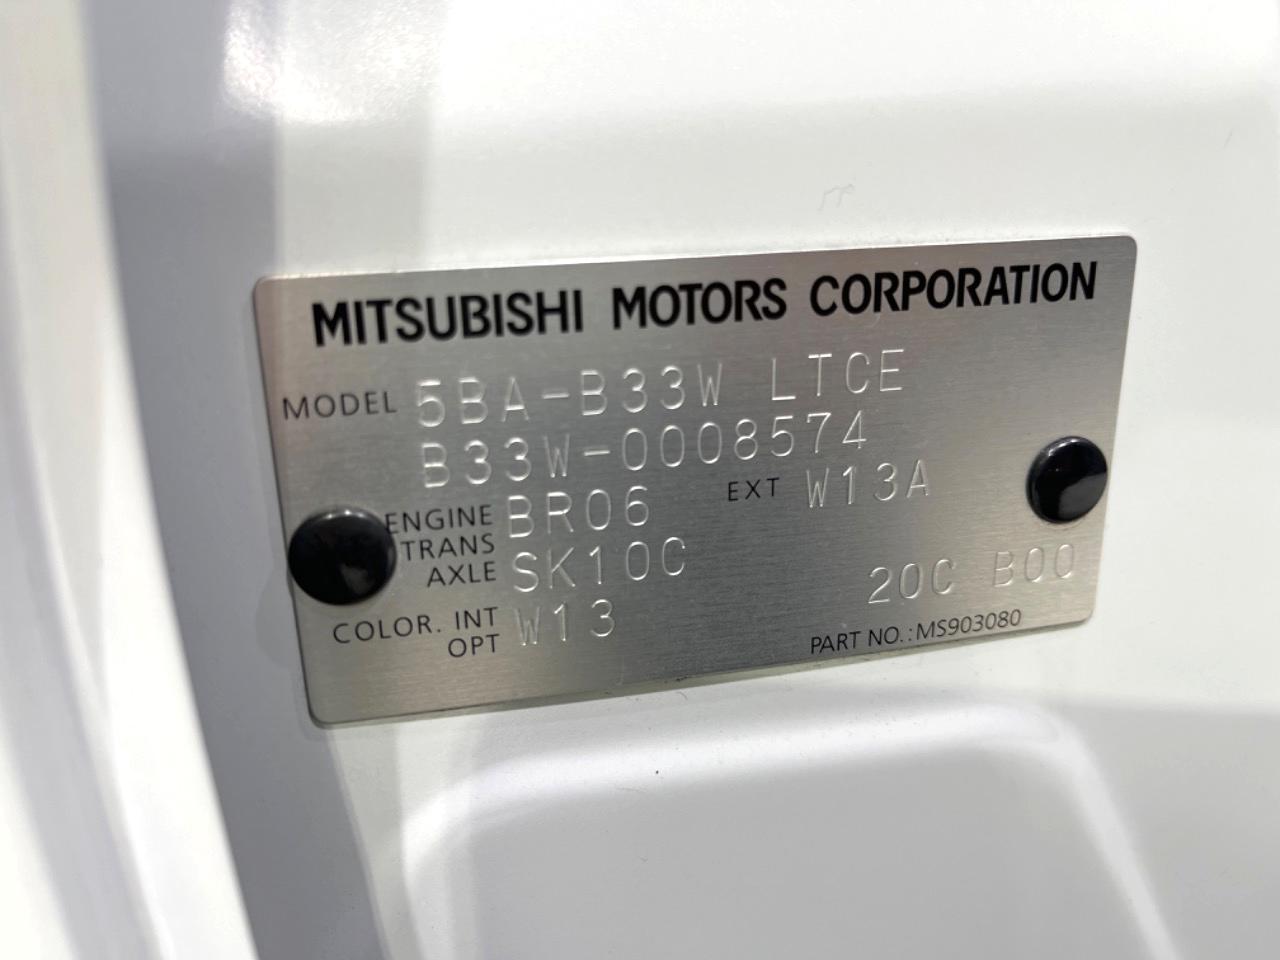 MITSUBISHI MOTORS CORPORATION
MODEL 5BA-B33W LTCE
B33W-0008574
ENGINE BR06 EXT W13A
TRANS
AXLE SK10C
20C B00
COLOR. INT W13
OPT
PART NO.: MS903080